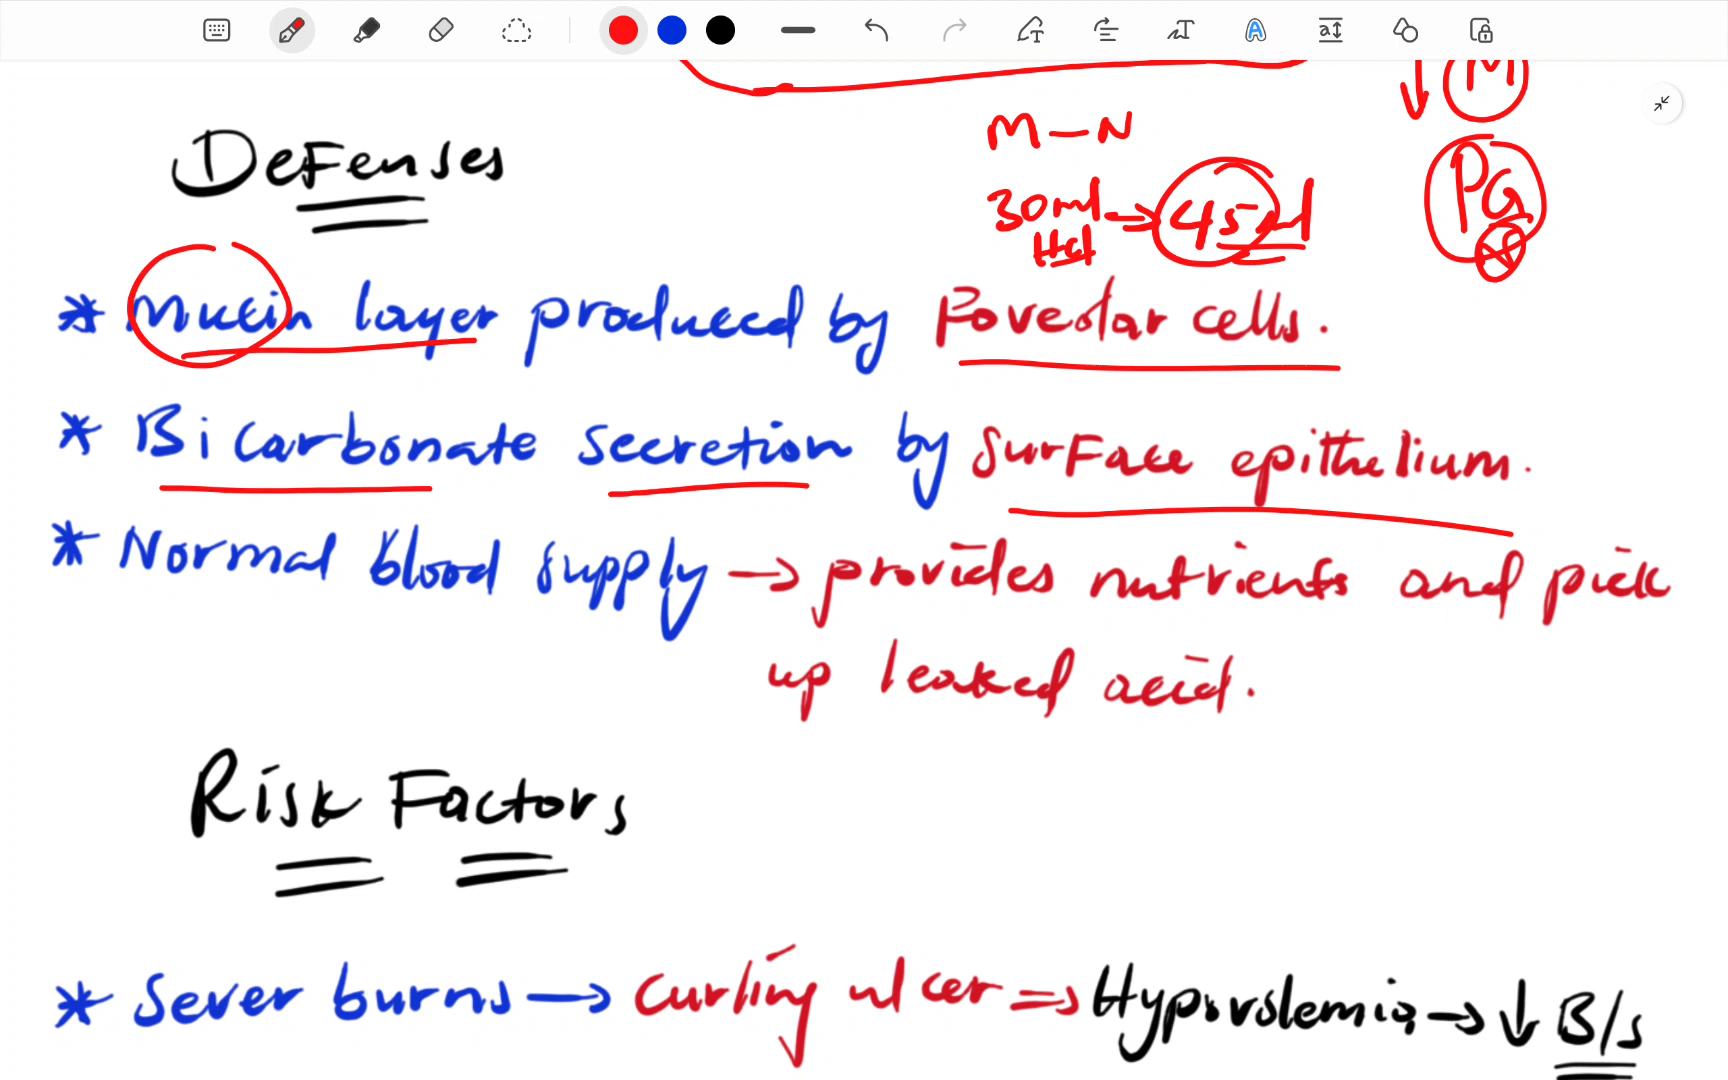 ↓ M
M — N
PG
30ml → 45ml
Hcl
Defenses
* Mucin layer produced by Foveolar cells.
* Bicarbonate secretion by surface epithelium.
* Normal blood supply → provides nutrients and pick
up leaked acid.
Risk Factors
* Sever burns → Curling ulcer ⇒ Hypovolemia → ↓ B/s